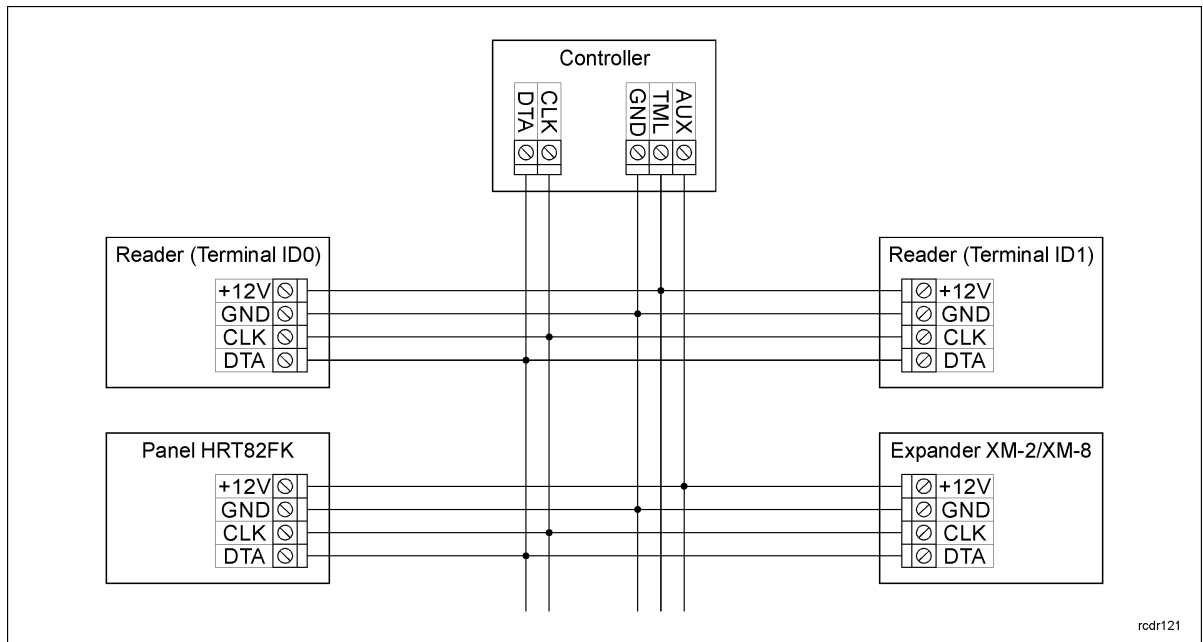 Controller
DTA
CLK
GND
TML
AUX
Reader (Terminal ID0)
+12V
GND
CLK
DTA
Reader (Terminal ID1)
+12V
GND
CLK
DTA
Panel HRT82FK
+12V
GND
CLK
DTA
Expander XM-2/XM-8
+12V
GND
CLK
DTA
rcdr121